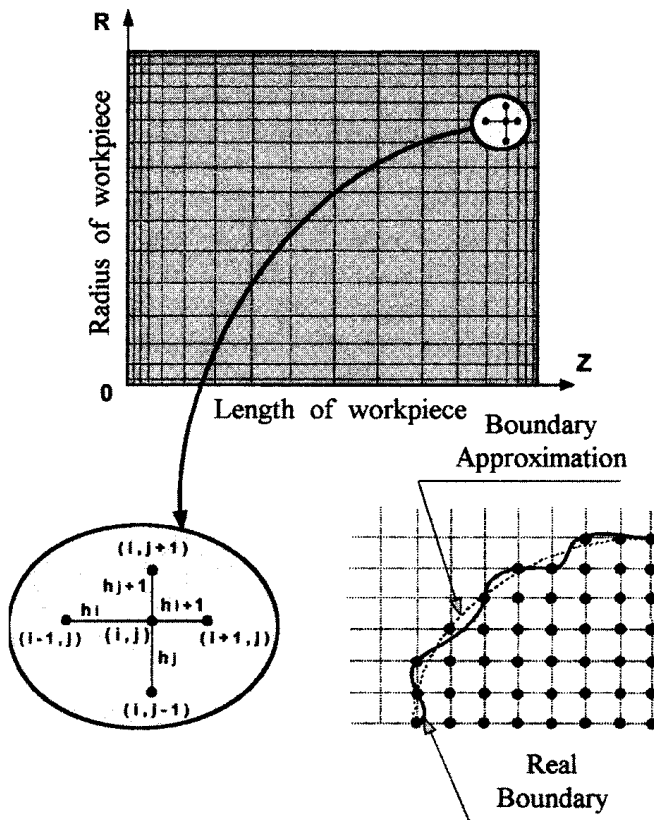 R
Radius of workpiece
0
Z
Length of workpiece
Boundary
Approximation
(i,j+1)
hj+1
hi
hi+1
(i-1,j)
(i,j)
(i+1,j)
hj
(i,j-1)
Real
Boundary